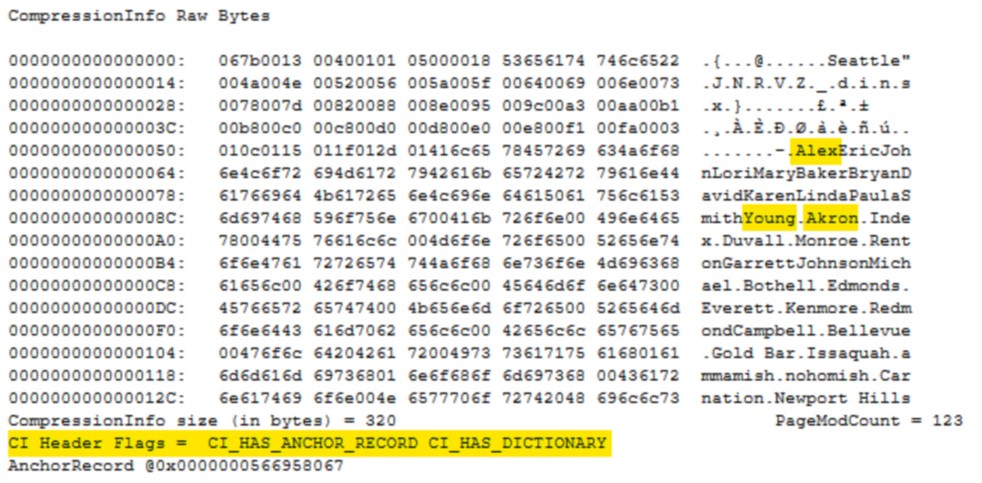 CompressionInfo Raw Bytes
0000000000000000: 067b0013 00400101 05000018 53656174 746c6522 .{...@......Seattle"
0000000000000014: 004a004e 00520056 005a005f 00640069 006e0073 .J.N.R.V.Z._.d.i.n.s
0000000000000028: 0078007d 00820088 008e0095 009c00a3 00aa00b1 .x.}.......£.ª.±
000000000000003C: 00b800c0 00c800d0 00d800e0 00e800f1 00fa0003 .¸.À.È.Ð.Ø.à.è.ñ.ú..
0000000000000050: 010c0115 011f012d 01416c65 78457269 634a6f68 .......-.AlexEricJoh
0000000000000064: 6e4c6f72 694d6172 7942616b 65724272 79616e44 nLoriMaryBakerBryanD
0000000000000078: 61766964 4b617265 6e4c696e 64615061 756c6153 avidKarenLindaPaulaS
000000000000008C: 6d697468 596f756e 6700416b 726f6e00 496e6465 mithYoung.Akron.Inde
00000000000000A0: 78004475 76616c6c 004d6f6e 726f6500 52656e74 x.Duvall.Monroe.Rent
00000000000000B4: 6f6e4761 72726574 744a6f68 6e736f6e 4d696368 onGarrettJohnsonMich
00000000000000C8: 61656c00 426f7468 656c6c00 45646d6f 6e647300 ael.Bothell.Edmonds.
00000000000000DC: 45766572 65747400 4b656e6d 6f726500 5265646d Everett.Kenmore.Redm
00000000000000F0: 6f6e6443 616d7062 656c6c00 42656c6c 65767565 ondCampbell.Bellevue
0000000000000104: 00476f6c 64204261 72004973 73617175 61680161 .Gold Bar.Issaquah.a
0000000000000118: 6d6d616d 69736801 6e6f686f 6d697368 00436172 mmamish.nohomish.Car
000000000000012C: 6e617469 6f6e004e 6577706f 72742048 696c6c73 nation.Newport Hills
CompressionInfo size (in bytes) = 320 PageModCount = 123
CI Header Flags = CI_HAS_ANCHOR_RECORD CI_HAS_DICTIONARY
AnchorRecord @0x0000000566958067